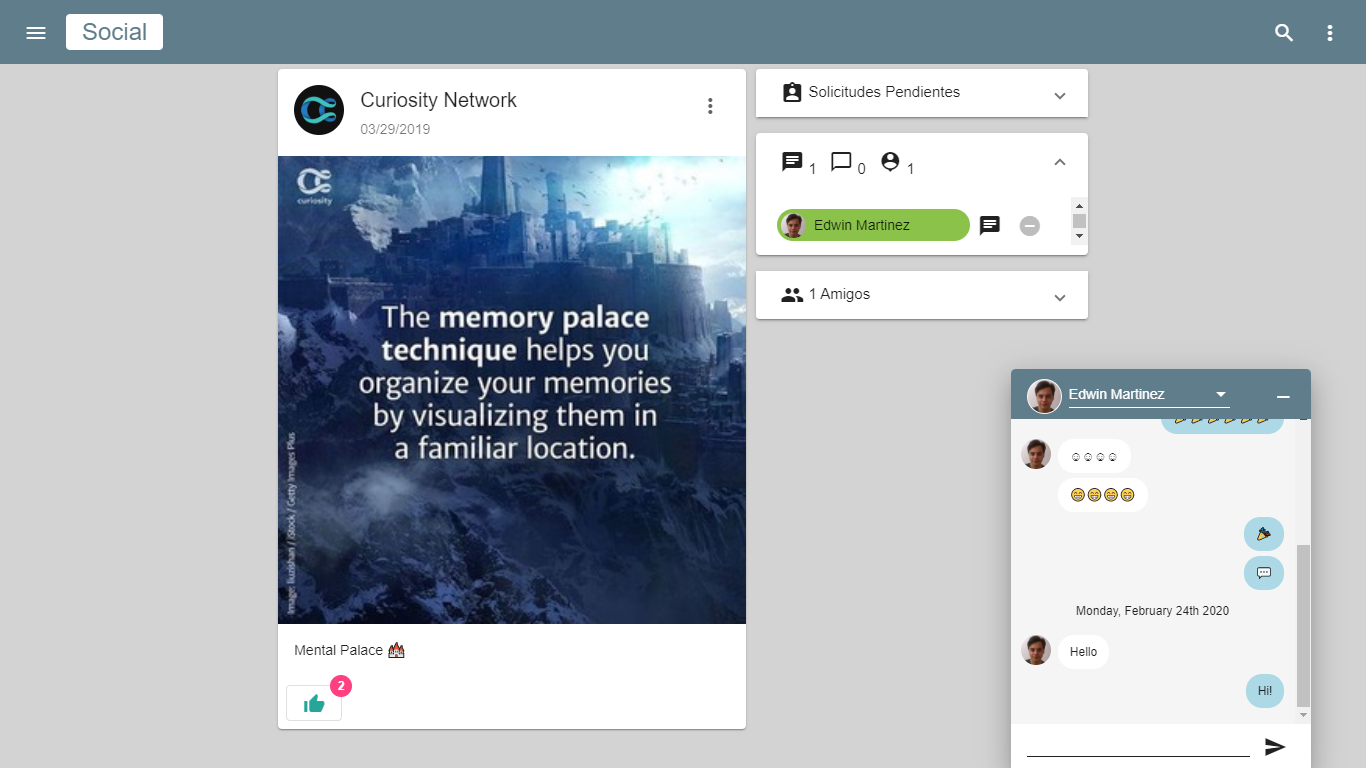 Social
Curiosity Network
03/29/2019
curiosity
The memory palace
technique helps you
organize your memories
by visualizing them in
a familiar location.
Image: liuzishan / iStock / Getty Images Plus
Mental Palace 🏰
2
Solicitudes Pendientes
1 0 1
Edwin Martinez
1 Amigos
Edwin Martinez
☺☺☺☺
😁😁😁😁
🎉
💬
Monday, February 24th 2020
Hello
Hi!